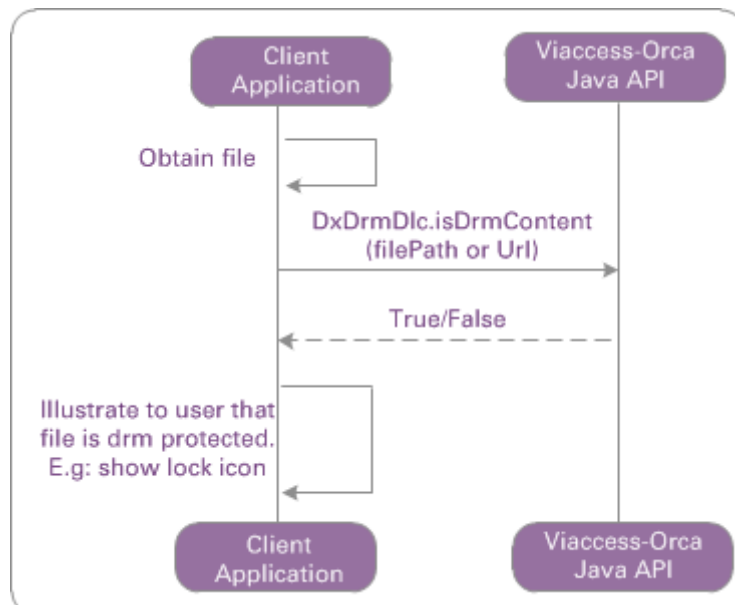 Client
Application
Viaccess-Orca
Java API
Obtain file
DxDrmDlc.isDrmContent
(filePath or Url)
True/False
Illustrate to user that
file is drm protected.
E.g: show lock icon
Client
Application
Viaccess-Orca
Java API